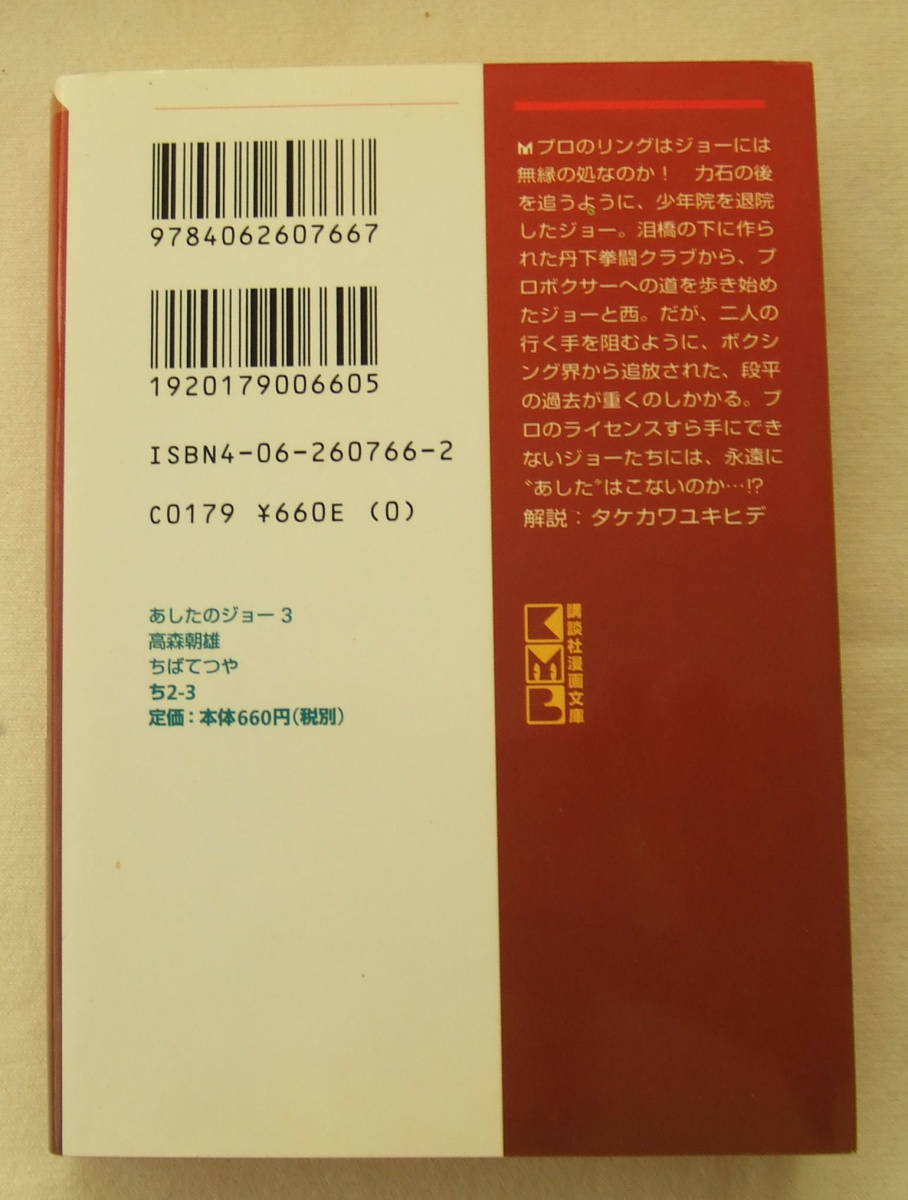 9784062607667
1920179006605
ISBN4-06-260766-2
C0179 ¥660E (0)
あしたのジョー 3
高森朝雄
ちばてつや
ち2-3
定価：本体660円（税別）
プロのリングはジョーには
無縁の処なのか！ 力石の後
を追うように、少年院を退院
したジョー。泪橋の下に作ら
れた丹下拳闘クラブから、プ
ロボクサーへの道を歩き始め
たジョーと西。だが、二人の
行く手を阻むように、ボクシ
ング界から追放された、段平
の過去が重くのしかかる。プ
ロのライセンスすら手にでき
ないジョーたちには、永遠に
〝あした〟はこないのか…!?
解説：タケカワユキヒデ
講談社漫画文庫